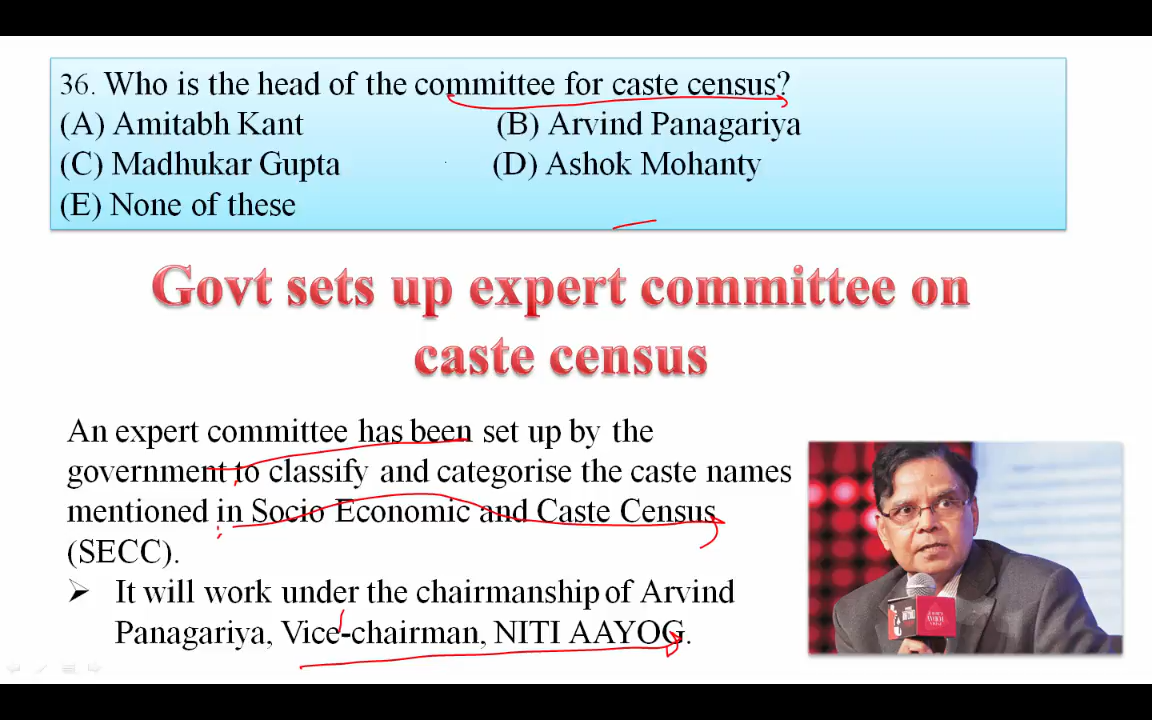 36. Who is the head of the committee for caste census?
(A) Amitabh Kant (B) Arvind Panagariya
(C) Madhukar Gupta (D) Ashok Mohanty
(E) None of these
Govt sets up expert committee on
caste census
An expert committee has been set up by the
government to classify and categorise the caste names
mentioned in Socio Economic and Caste Census
(SECC).
➢ It will work under the chairmanship of Arvind
Panagariya, Vice-chairman, NITI AAYOG.